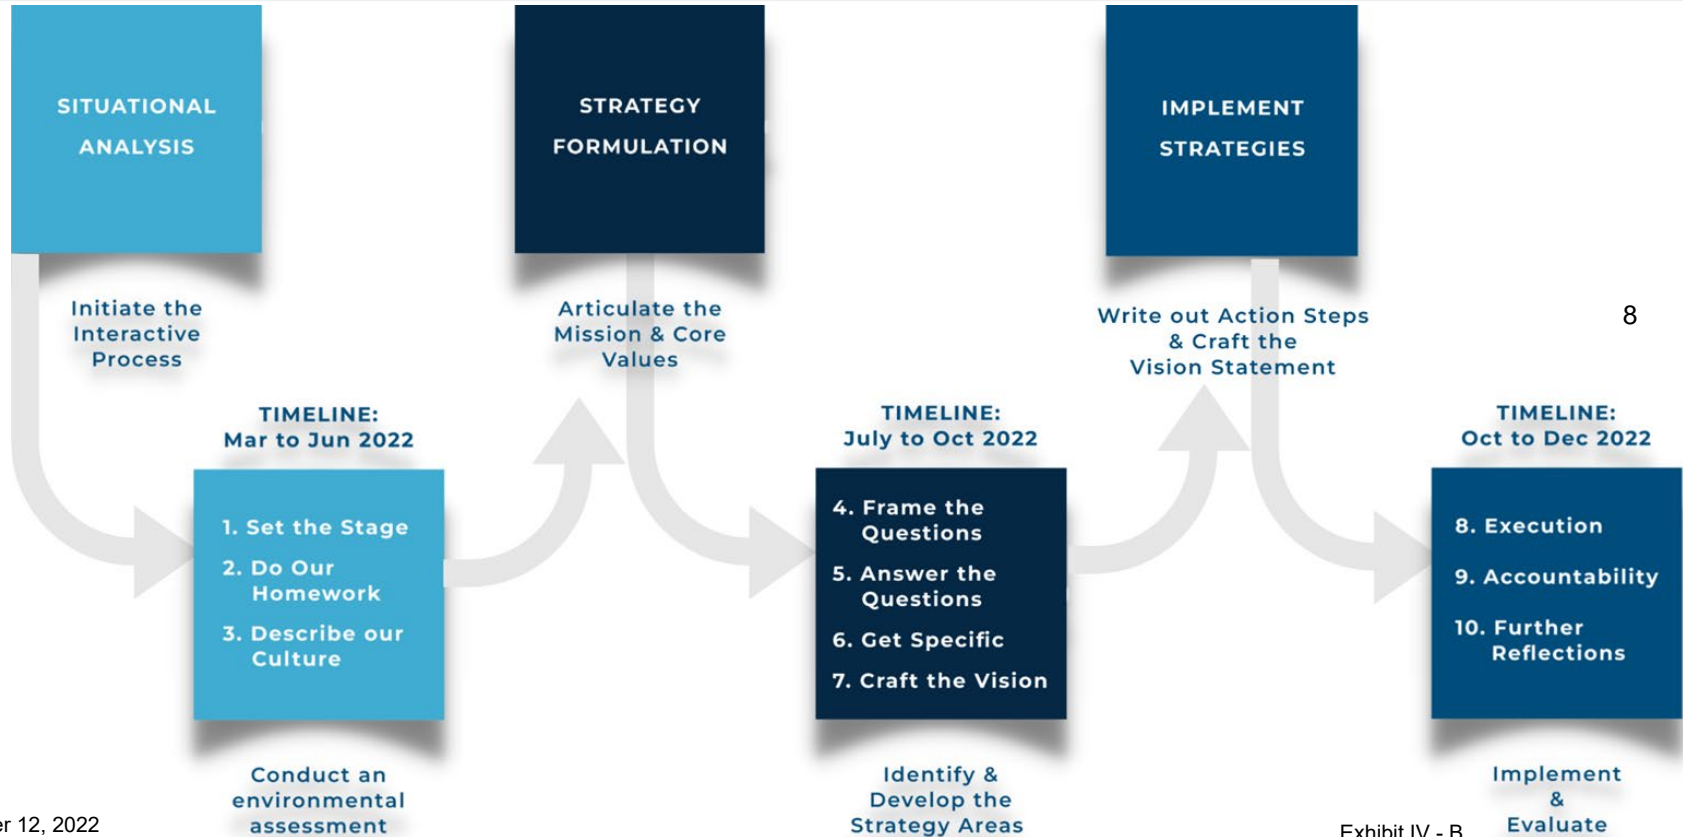 SITUATIONAL
ANALYSIS
Initiate the
Interactive
Process
TIMELINE:
Mar to Jun 2022
1. Set the Stage
2. Do Our
Homework
3. Describe our
Culture
Conduct an
environmental
assessment
STRATEGY
FORMULATION
Articulate the
Mission & Core
Values
TIMELINE:
July to Oct 2022
4. Frame the
Questions
5. Answer the
Questions
6. Get Specific
7. Craft the Vision
Identify &
Develop the
Strategy Areas
IMPLEMENT
STRATEGIES
Write out Action Steps
& Craft the
Vision Statement
8
TIMELINE:
Oct to Dec 2022
8. Execution
9. Accountability
10. Further
Reflections
Implement
&
Evaluate
er 12, 2022
Exhibit IV - B